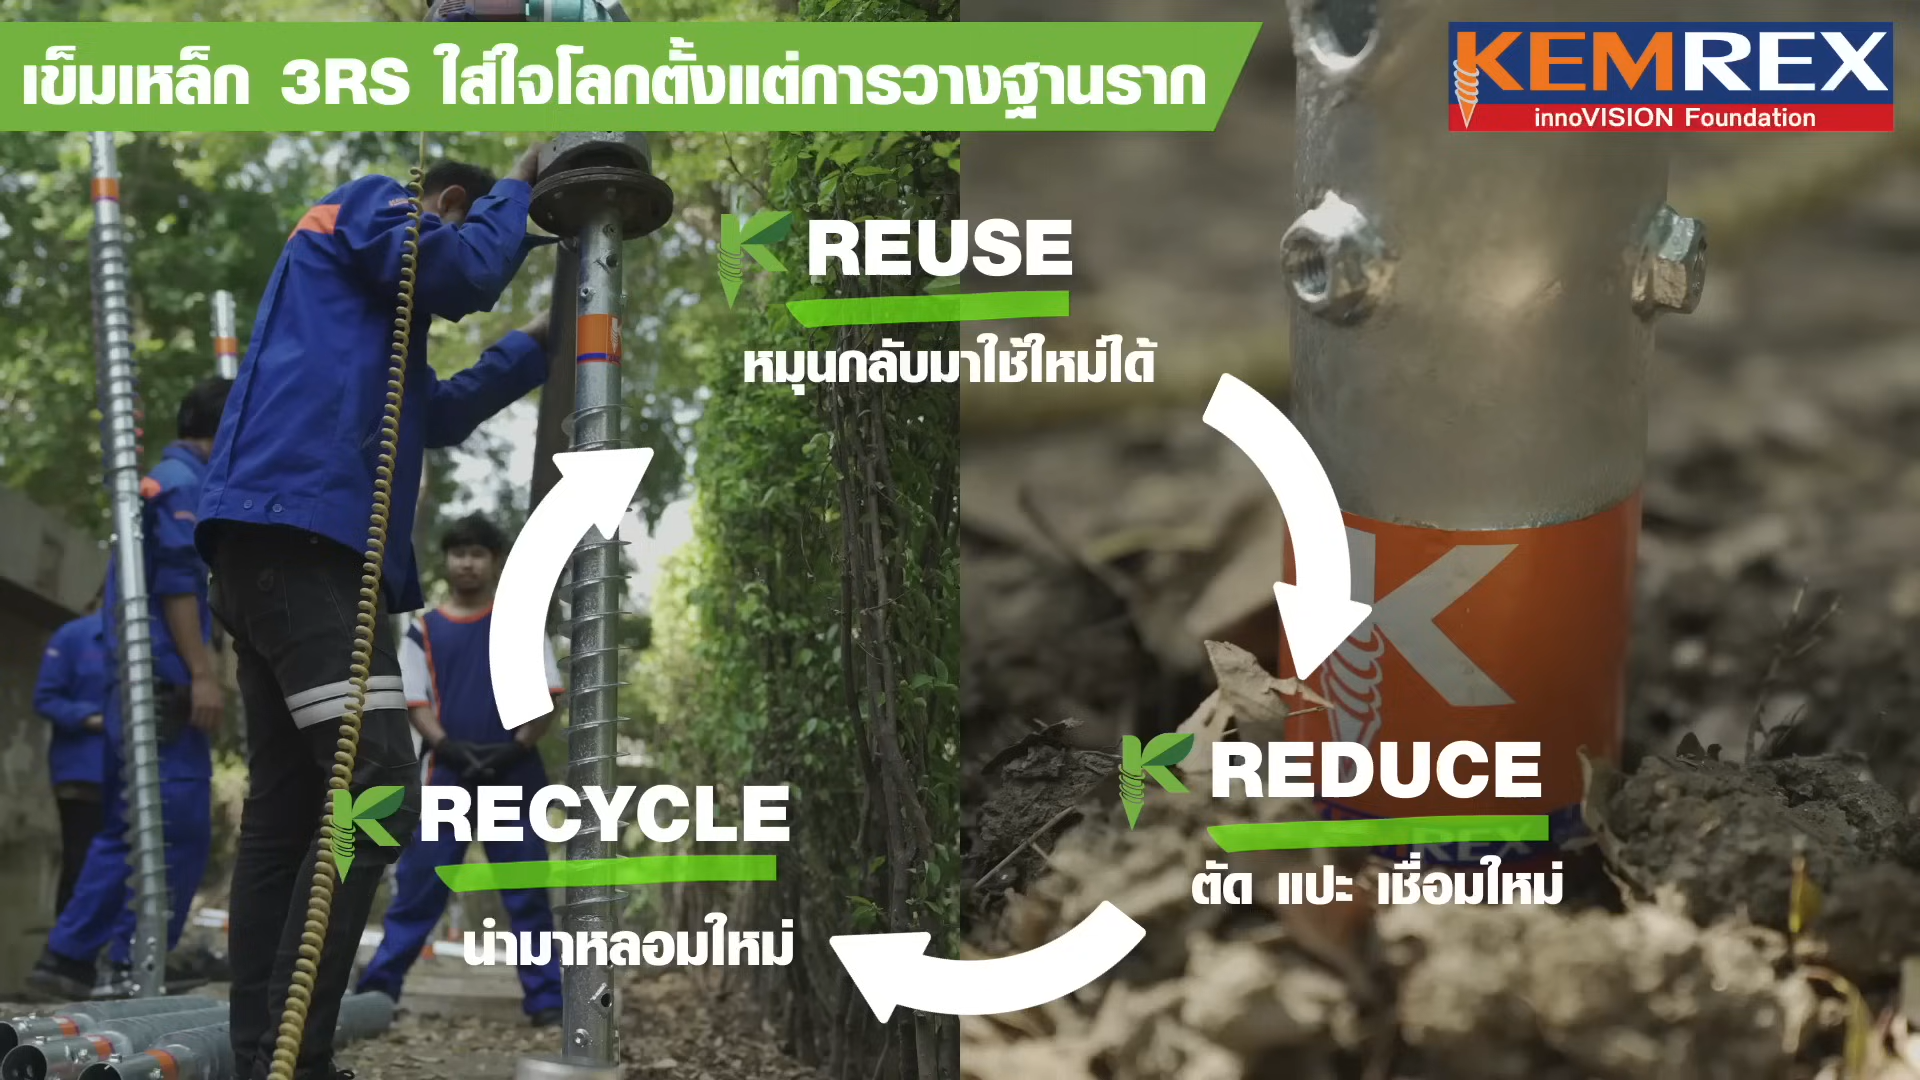 เข็มเหล็ก 3RS ใส่ใจโลกตั้งแต่การวางฐานราก
KEMREX
innoVISION Foundation
K REUSE
หมุนกลับมาใช้ใหม่ได้
K
K REDUCE
REX
ตัด แปะ เชื่อมใหม่
K RECYCLE
นำมาหลอมใหม่